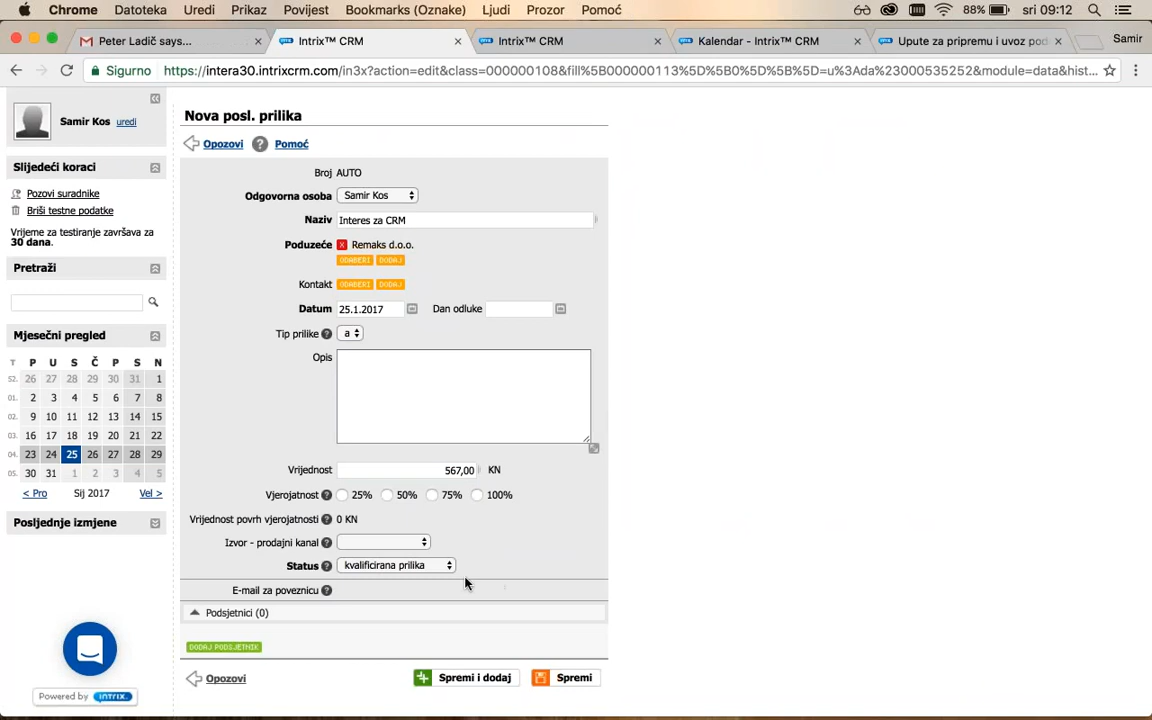 Chrome Datoteka Uredi Prikaz Povijest Bookmarks (Oznake) Ljudi Prozor Pomoć 88% sri 09:12
Peter Ladič says... × Intrix™ CRM × Intrix™ CRM × Kalendar - Intrix™ CRM × Upute za pripremu i uvoz pod × Samir
Sigurno https://intera30.intrixcrm.com/in3x?action=edit&class=000000108&fill%5B000000113%5D%5B0%5D%5B%5D=u%3Ada%23000535252&module=data&hist...
Samir Kos uredi
Slijedeći koraci
Pozovi suradnike
Briši testne podatke
Vrijeme za testiranje završava za
30 dana.
Pretraži
Mjesečni pregled
T P U S Č P S N
52. 26 27 28 29 30 31 1
01. 2 3 4 5 6 7 8
02. 9 10 11 12 13 14 15
03. 16 17 18 19 20 21 22
04. 23 24 25 26 27 28 29
05. 30 31 1 2 3 4 5
< Pro Sij 2017 Vel >
Posljednje izmjene
Powered by INTRIX
Nova posl. prilika
Opozovi ? Pomoć
Broj AUTO
Odgovorna osoba Samir Kos
Naziv Interes za CRM
Poduzeće X Remaks d.o.o.
ODABERI DODAJ
Kontakt ODABERI DODAJ
Datum 25.1.2017 Dan odluke
Tip prilike ? a
Opis
Vrijednost 567,00 KN
Vjerojatnost ? 25% 50% 75% 100%
Vrijednost povrh vjerojatnosti ? 0 KN
Izvor - prodajni kanal ?
Status ? kvalificirana prilika
E-mail za poveznicu ?
Podsjetnici (0)
DODAJ PODSJETNIK
Opozovi Spremi i dodaj Spremi